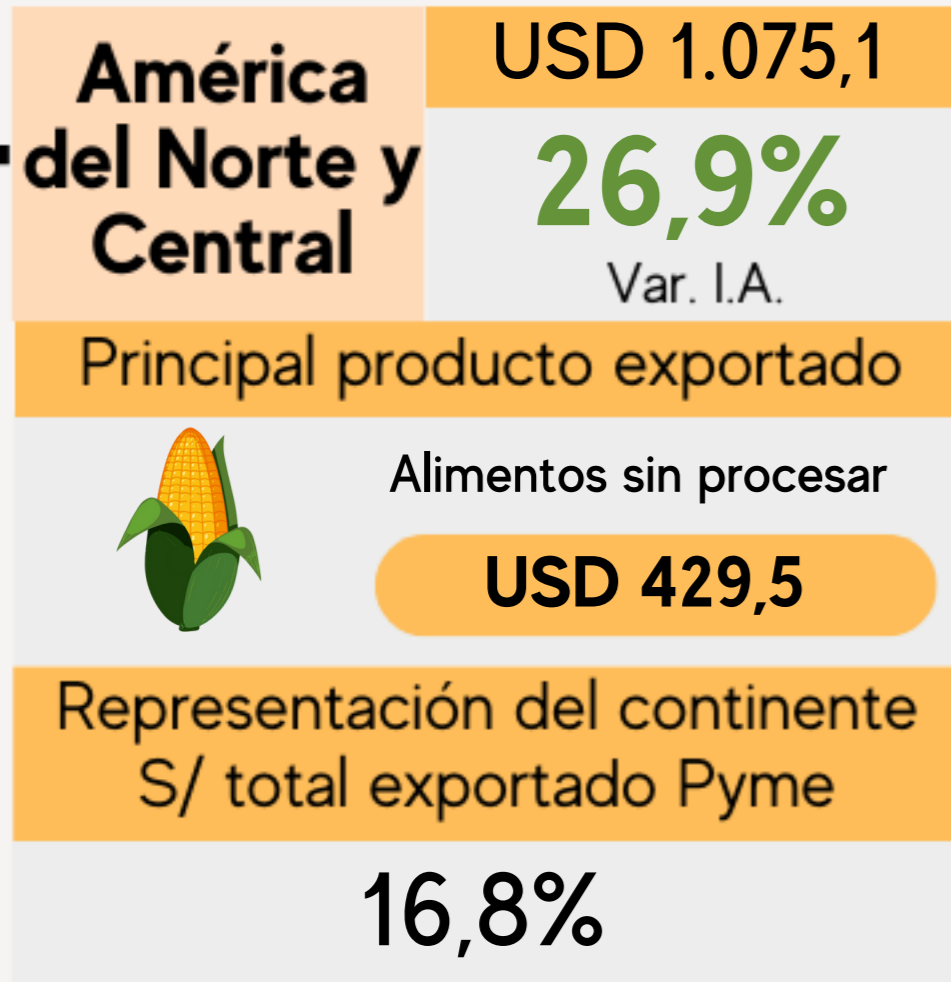 América
del Norte y
Central
USD 1.075,1
26,9%
Var. I.A.
Principal producto exportado
Alimentos sin procesar
USD 429,5
Representación del continente
S/ total exportado Pyme
16,8%